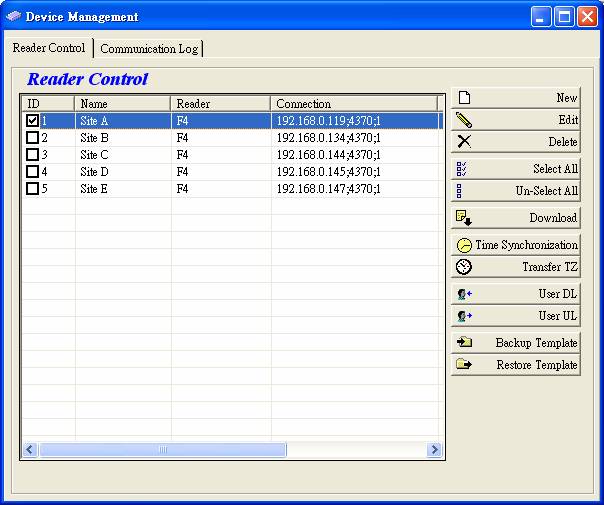 Device Management
Reader Control Communication Log
Reader Control
ID Name Reader Connection
1 Site A F4 192.168.0.119;4370;1
2 Site B F4 192.168.0.134;4370;1
3 Site C F4 192.168.0.144;4370;1
4 Site D F4 192.168.0.145;4370;1
5 Site E F4 192.168.0.147;4370;1
New
Edit
Delete
Select All
Un-Select All
Download
Time Synchronization
Transfer TZ
User DL
User UL
Backup Template
Restore Template